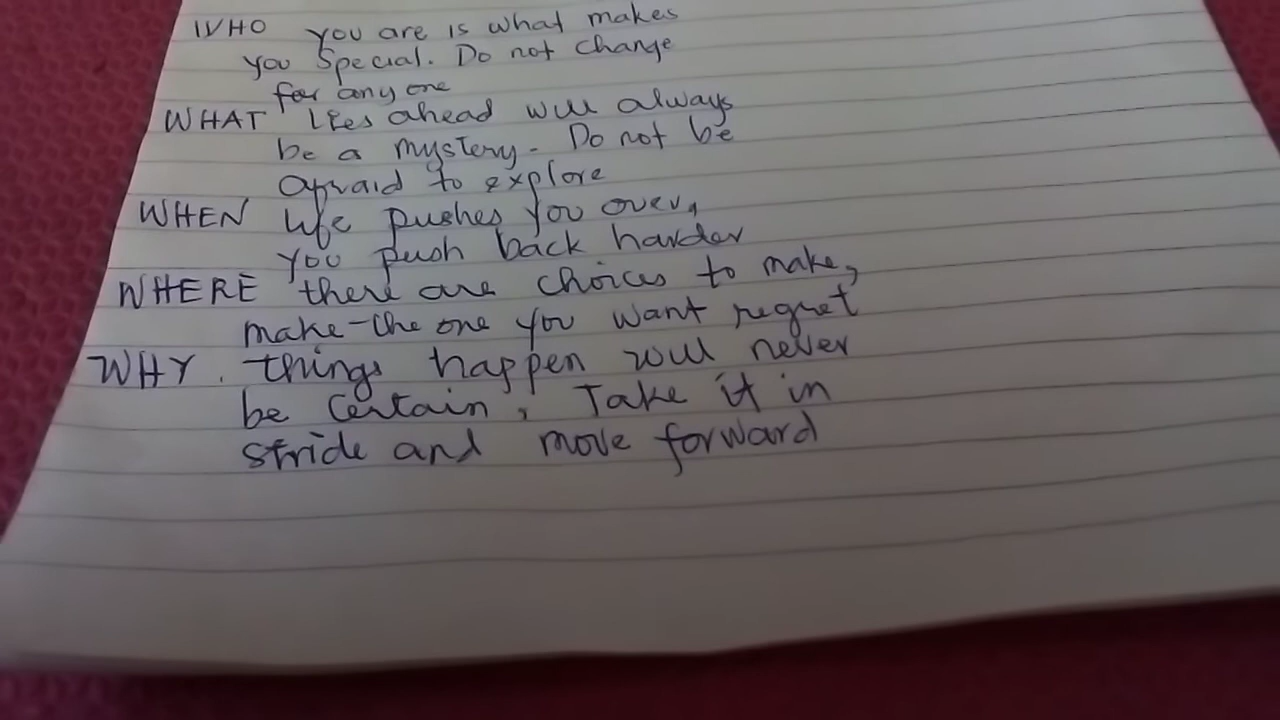 WHO you are is what makes
you Special. Do not change
for any one
WHAT lies ahead will always
be a mystery. Do not be
afraid to explore
WHEN life pushes you over,
you push back harder
WHERE there are choices to make,
make the one you want regret
WHY. things happen will never
be certain. Take it in
stride and move forward